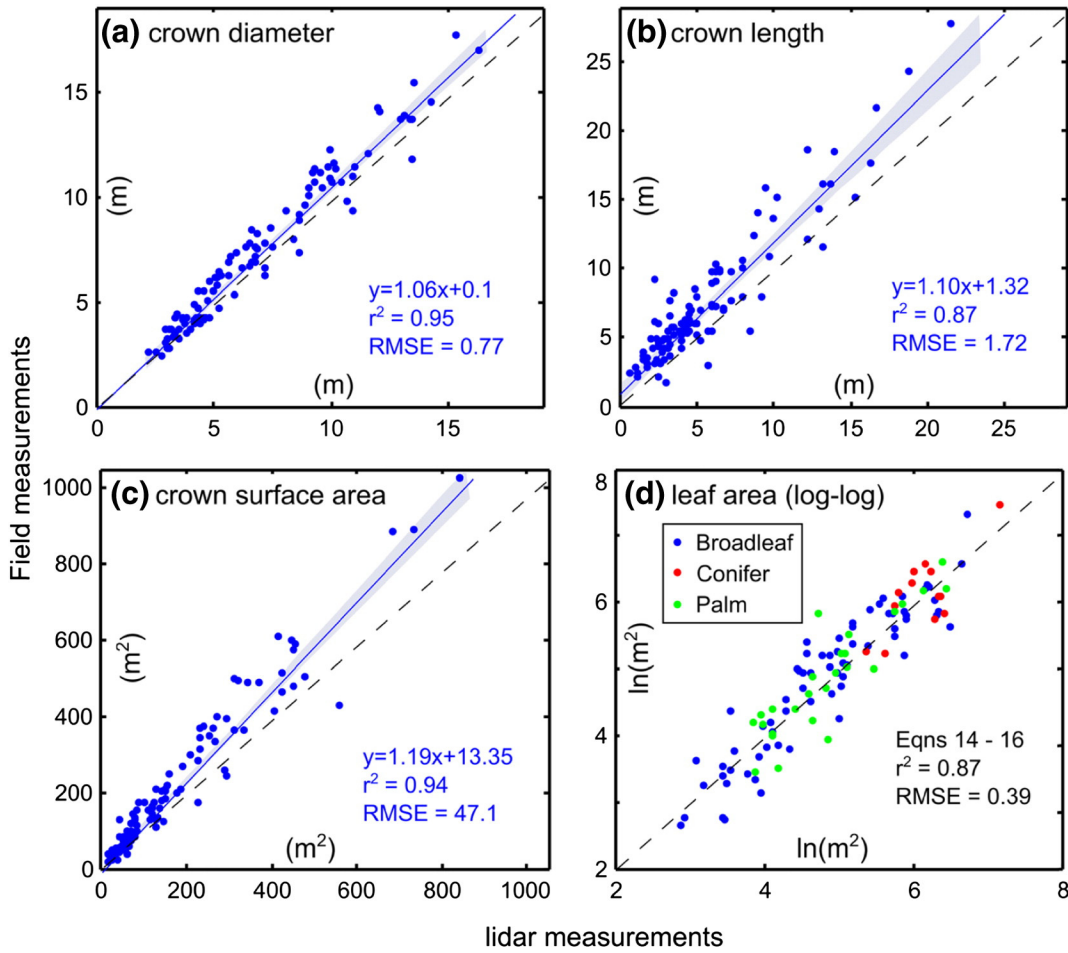 (a) crown diameter
15
10
5
0
0
5
10
15
(m)
(m)
y=1.06x+0.1
r² = 0.95
RMSE = 0.77
(b) crown length
25
20
15
10
5
0
0
5
10
15
20
25
(m)
(m)
y=1.10x+1.32
r² = 0.87
RMSE = 1.72
Field measurements
(c) crown surface area
1000
800
600
400
200
0
0
200
400
600
800
1000
(m²)
(m²)
y=1.19x+13.35
r² = 0.94
RMSE = 47.1
(d) leaf area (log-log)
Broadleaf
Conifer
Palm
8
6
4
2
2
4
6
8
ln(m²)
ln(m²)
Eqns 14 - 16
r² = 0.87
RMSE = 0.39
lidar measurements